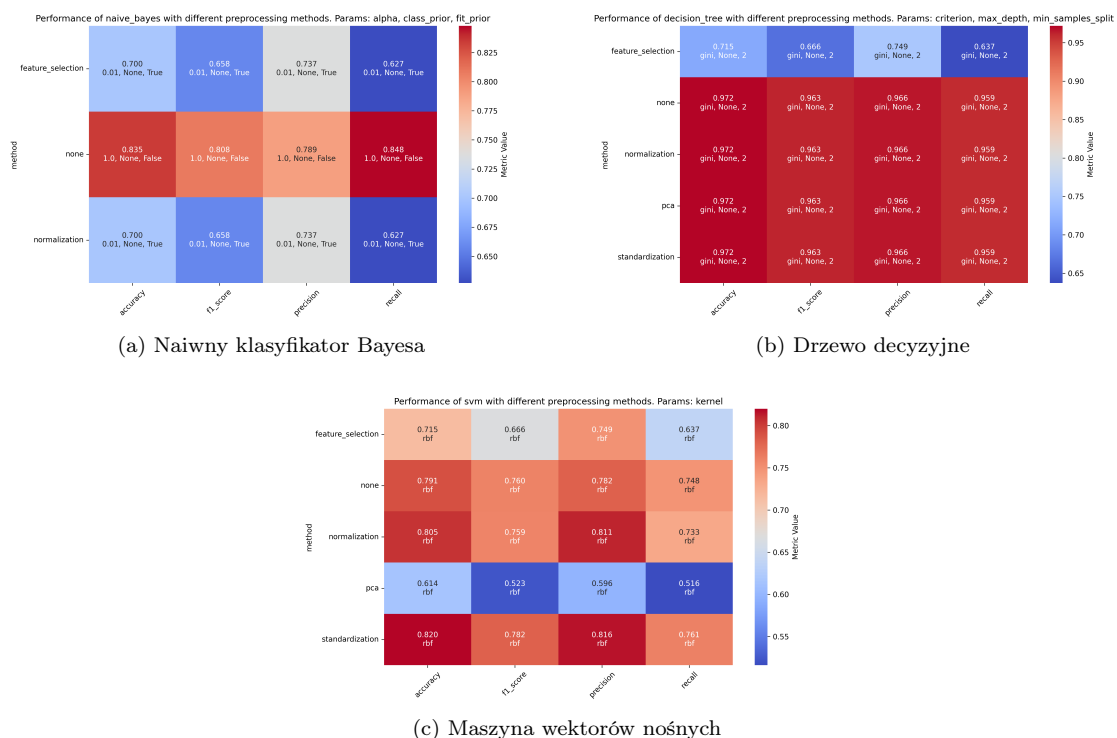 Performance of naive_bayes with different preprocessing methods. Params: alpha, class_prior, fit_prior
feature_selection
none
normalization
method
0.700
0.01, None, True
0.658
0.01, None, True
0.737
0.01, None, True
0.627
0.01, None, True
0.835
1.0, None, False
0.808
1.0, None, False
0.789
1.0, None, False
0.848
1.0, None, False
0.700
0.01, None, True
0.658
0.01, None, True
0.737
0.01, None, True
0.627
0.01, None, True
accuracy
f1_score
precision
recall
0.825
0.800
0.775
0.750
0.725
0.700
0.675
0.650
Metric Value
(a) Naiwny klasyfikator Bayesa
Performance of decision_tree with different preprocessing methods. Params: criterion, max_depth, min_samples_split
feature_selection
none
normalization
pca
standardization
method
0.715
gini, None, 2
0.666
gini, None, 2
0.749
gini, None, 2
0.637
gini, None, 2
0.972
gini, None, 2
0.963
gini, None, 2
0.966
gini, None, 2
0.959
gini, None, 2
0.972
gini, None, 2
0.963
gini, None, 2
0.966
gini, None, 2
0.959
gini, None, 2
0.972
gini, None, 2
0.963
gini, None, 2
0.966
gini, None, 2
0.959
gini, None, 2
0.972
gini, None, 2
0.963
gini, None, 2
0.966
gini, None, 2
0.959
gini, None, 2
accuracy
f1_score
precision
recall
0.95
0.90
0.85
0.80
0.75
0.70
0.65
Metric Value
(b) Drzewo decyzyjne
Performance of svm with different preprocessing methods. Params: kernel
feature_selection
none
normalization
pca
standardization
method
0.715
rbf
0.666
rbf
0.749
rbf
0.637
rbf
0.791
rbf
0.760
rbf
0.782
rbf
0.748
rbf
0.805
rbf
0.759
rbf
0.811
rbf
0.733
rbf
0.614
rbf
0.523
rbf
0.596
rbf
0.516
rbf
0.820
rbf
0.782
rbf
0.816
rbf
0.761
rbf
accuracy
f1_score
precision
recall
0.80
0.75
0.70
0.65
0.60
0.55
Metric Value
(c) Maszyna wektorów nośnych